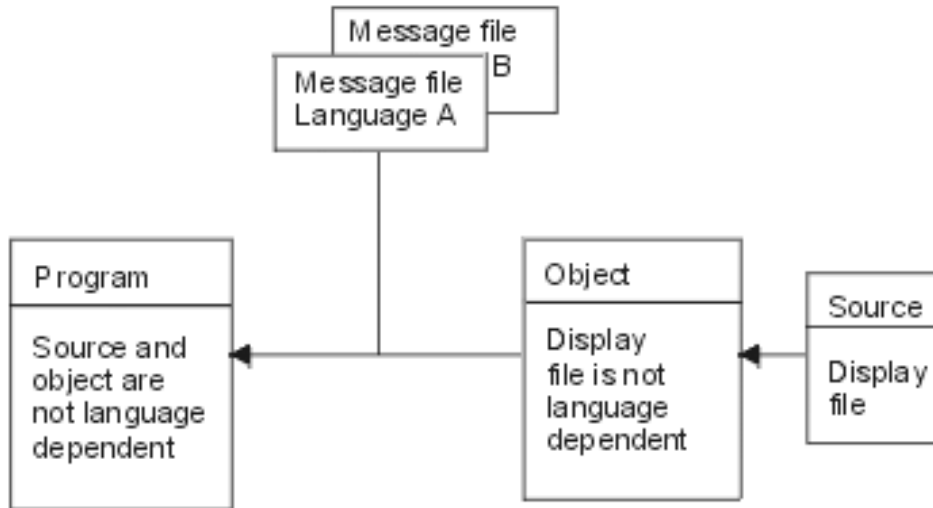 Message file
B
Message file
Language A
Program
Source and
object are
not language
dependent
Object
Display
file is not
language
dependent
Source
Display
file